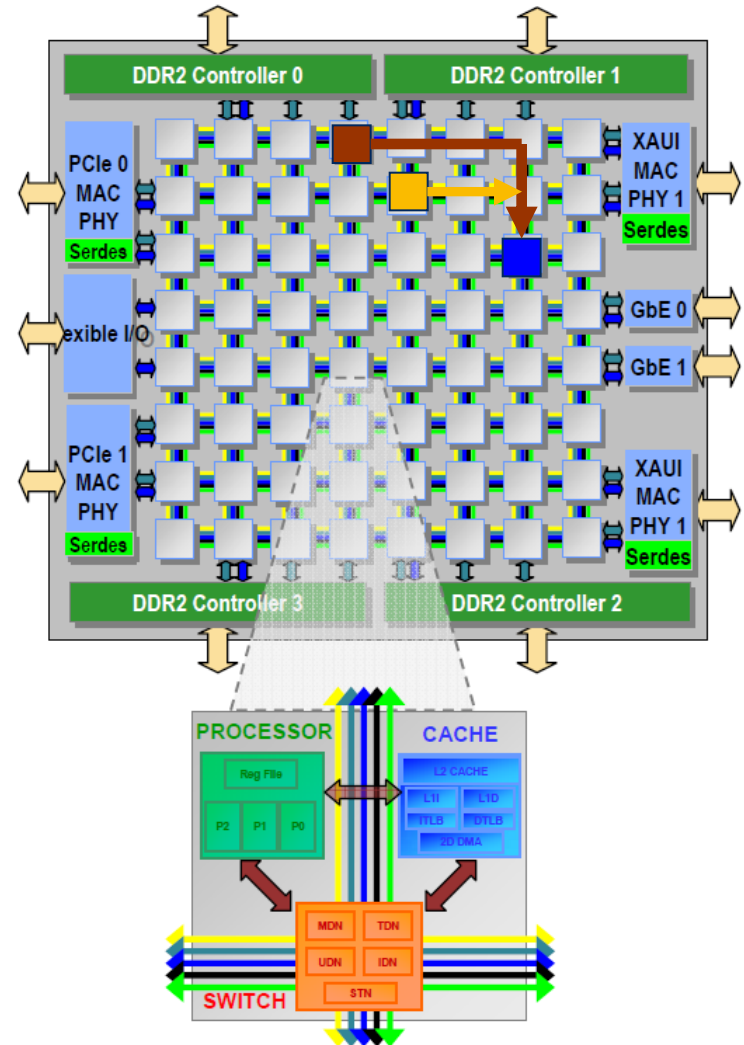 DDR2 Controller 0
DDR2 Controller 1
PCIe 0
MAC
PHY
Serdes
XAUI
MAC
PHY 1
Serdes
exible I/O
GbE 0
GbE 1
PCIe 1
MAC
PHY
Serdes
XAUI
MAC
PHY 1
Serdes
DDR2 Controller 3
DDR2 Controller 2
PROCESSOR
CACHE
Reg File
P2
P1
P0
L2 CACHE
L1I
L1D
ITLB
DTLB
2D DMA
MDN
TDN
UDN
IDN
STN
SWITCH